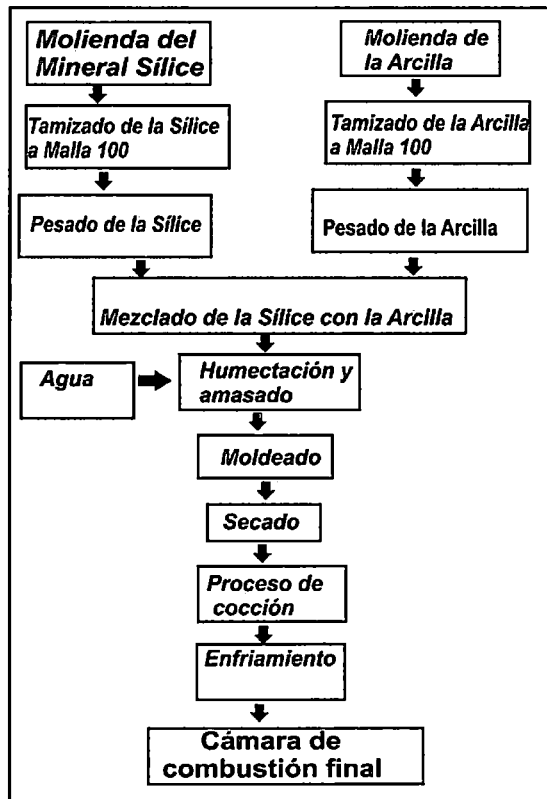 Molienda del
Mineral Sílice
Molienda de
la Arcilla
Tamizado de la Sílice
a Malla 100
Tamizado de la Arcilla
a Malla 100
Pesado de la Sílice
Pesado de la Arcilla
Mezclado de la Sílice con la Arcilla
Agua
Humectación y
amasado
Moldeado
Secado
Proceso de
cocción
Enfriamiento
Cámara de
combustión final